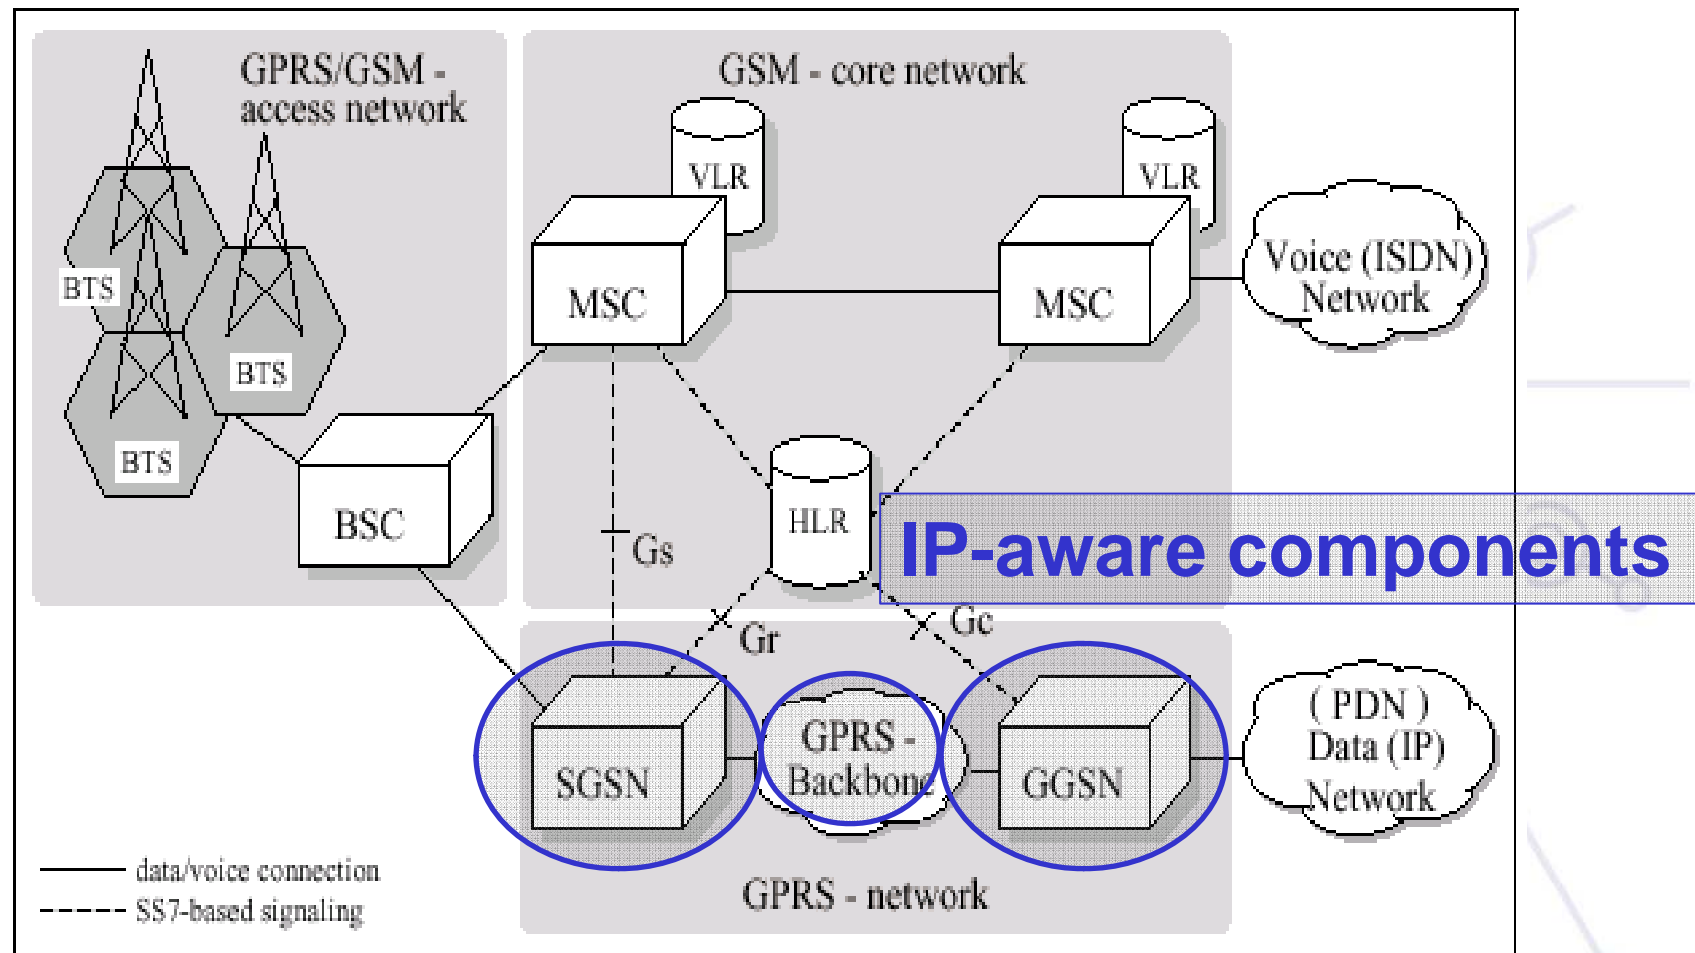 GPRS/GSM -
access network
GSM - core network
VLR
VLR
MSC
MSC
Voice (ISDN)
Network
BTS
BTS
BTS
BSC
HLR
IP-aware components
Gs
Gr
Gc
SGSN
GPRS -
Backbone
GGSN
( PDN )
Data (IP)
Network
data/voice connection
SS7-based signaling
GPRS - network